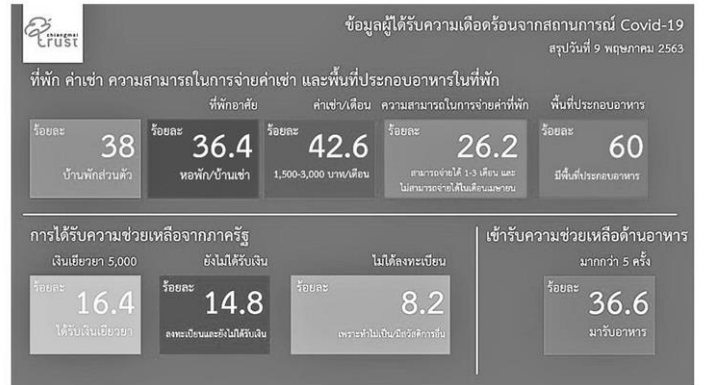 chiangmai
trust
ข้อมูลผู้ได้รับความเดือดร้อนจากสถานการณ์ Covid-19
สรุปวันที่ 9 พฤษภาคม 2563
ที่พัก ค่าเช่า ความสามารถในการจ่ายค่าเช่า และพื้นที่ประกอบอาหารในที่พัก
ที่พักอาศัย ค่าเช่า/เดือน ความสามารถในการจ่ายค่าที่พัก พื้นที่ประกอบอาหาร
ร้อยละ ร้อยละ ร้อยละ ร้อยละ ร้อยละ
38 36.4 42.6 26.2 60
บ้านพักส่วนตัว หอพัก/บ้านเช่า 1,500-3,000 บาท/เดือน สามารถจ่ายได้ 1-3 เดือน และ มีพื้นที่ประกอบอาหาร
ไม่สามารถจ่ายได้ในเดือนเมษายน
การได้รับความช่วยเหลือจากภาครัฐ เข้ารับความช่วยเหลือด้านอาหาร
เงินเยียวยา 5,000 ยังไม่ได้รับเงิน ไม่ได้ลงทะเบียน มากกว่า 5 ครั้ง
ร้อยละ ร้อยละ ร้อยละ ร้อยละ
16.4 14.8 8.2 36.6
ได้รับเงินเยียวยา ลงทะเบียนและยังไม่ได้รับเงิน เพราะทำไม่เป็น/มีสวัสดิการอื่น มารับอาหาร